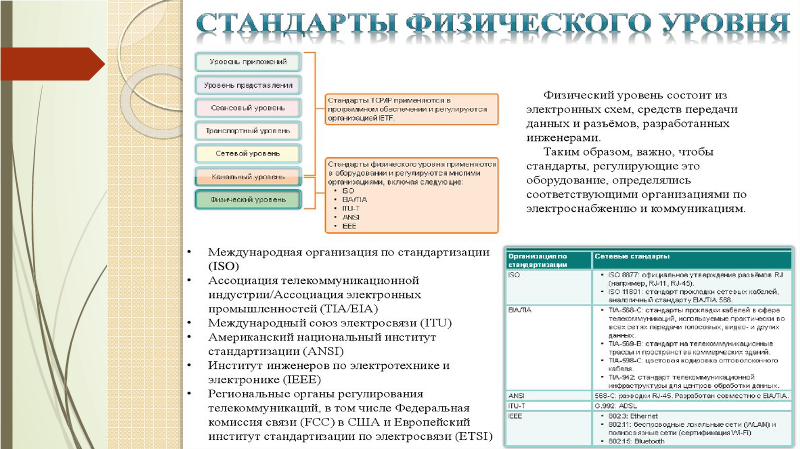 СТАНДАРТЫ ФИЗИЧЕСКОГО УРОВНЯ
Уровень приложений
Уровень представления
Сеансовый уровень
Транспортный уровень
Сетевой уровень
Канальный уровень
Физический уровень
Стандарты TCP/IP применяются в
программном обеспечении и регулируются
организацией IETF.
Стандарты физического уровня применяются
в оборудовании и регулируются многими
организациями, включая следующие:
• ISO
• EIA/TIA
• ITU-T
• ANSI
• IEEE
Физический уровень состоит из
электронных схем, средств передачи
данных и разъёмов, разработанных
инженерами.
Таким образом, важно, чтобы
стандарты, регулирующие это
оборудование, определялись
соответствующими организациями по
электроснабжению и коммуникациям.
• Международная организация по стандартизации
(ISO)
• Ассоциация телекоммуникационной
индустрии/Ассоциация электронных
промышленностей (TIA/EIA)
• Международный союз электросвязи (ITU)
• Американский национальный институт
стандартизации (ANSI)
• Институт инженеров по электротехнике и
электронике (IEEE)
• Региональные органы регулирования
телекоммуникаций, в том числе Федеральная
комиссия связи (FCC) в США и Европейский
институт стандартизации по электросвязи (ETSI)
Организация по
стандартизации
Сетевые стандарты
ISO
• ISO 8877: официальное утверждение разъёмов RJ
(например, RJ-11, RJ-45).
• ISO 11801: стандарт прокладки сетевых кабелей,
аналогичный стандарту EIA/TIA 568.
EIA/TIA
• TIA-568-C: стандарты прокладки кабелей в сфере
телекоммуникаций, используемые практически во
всех сетях передачи голосовых, видео- и других
данных.
• TIA-569-B: стандарт на телекоммуникационные
трассы и пространства коммерческих зданий.
• TIA-598-C: цветовая кодировка оптоволоконного
кабеля.
• TIA-942: стандарт телекоммуникационной
инфраструктуры для центров обработки данных.
ANSI
568-C: разводки RJ-45. Разработан совместно с EIA/TIA.
ITU-T
G.992: ADSL
IEEE
• 802.3: Ethernet
• 802.11: беспроводные локальные сети (WLAN) и
полносвязные сети (сертификация Wi-Fi)
• 802.15: Bluetooth